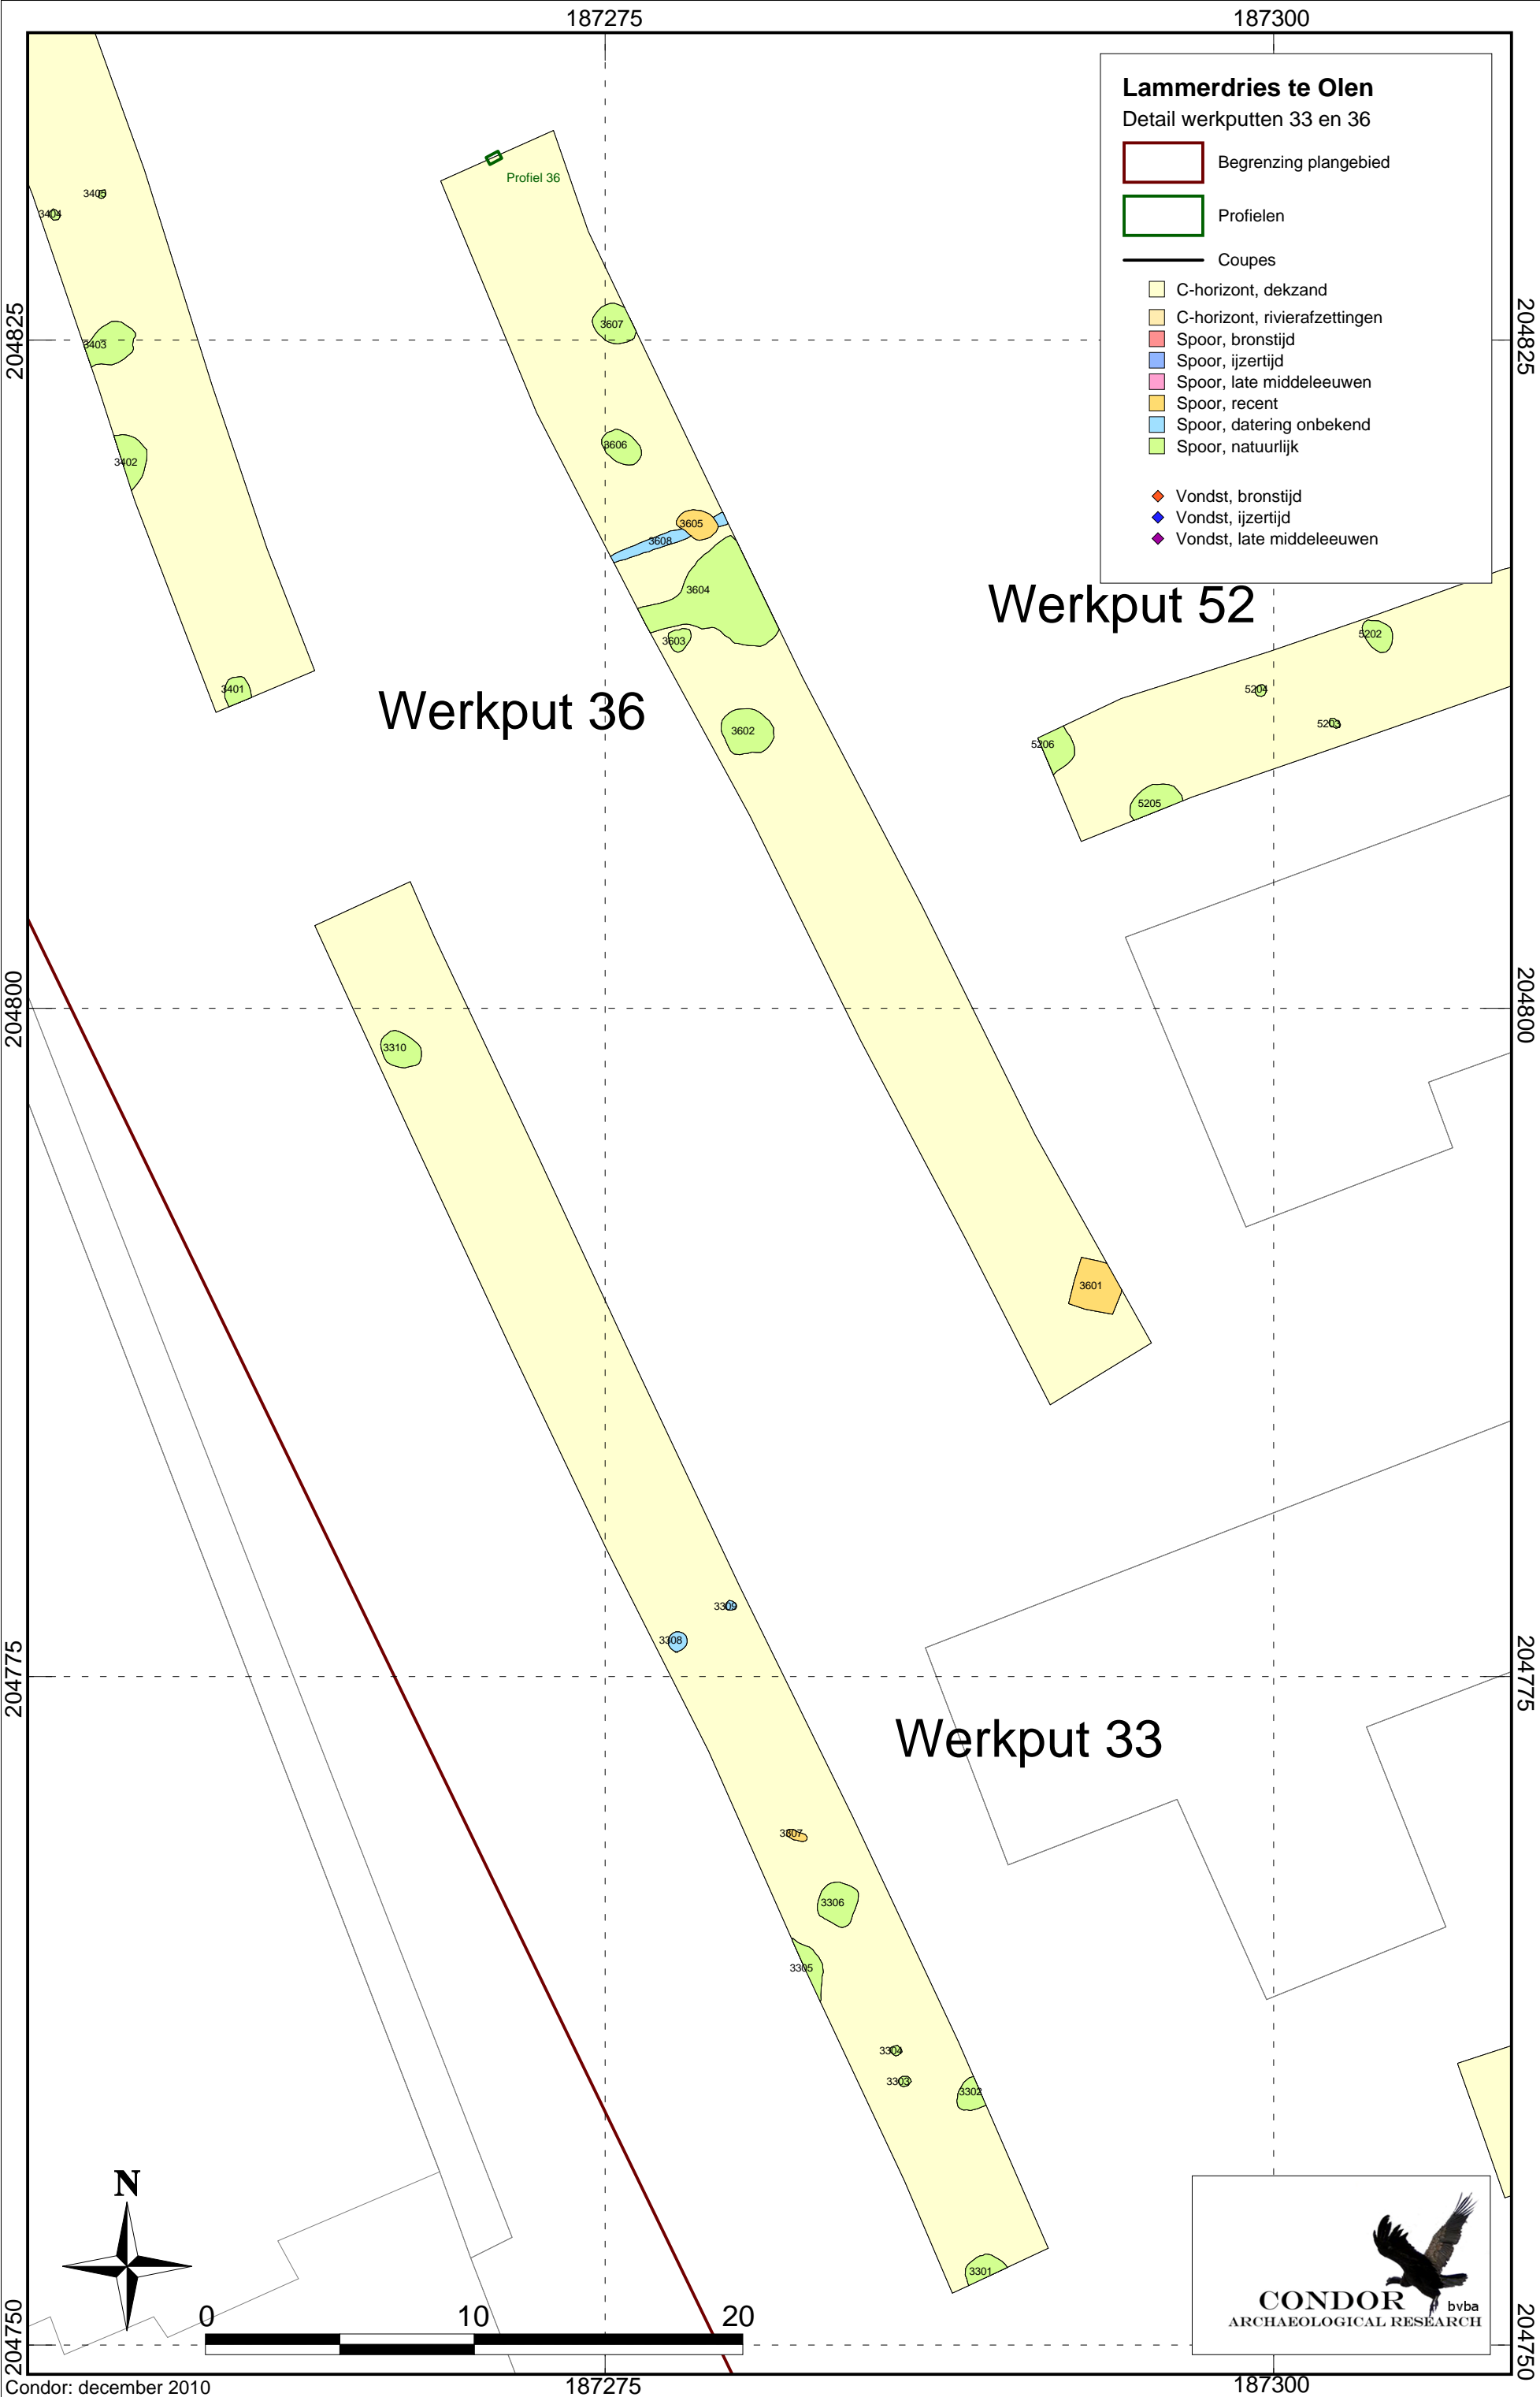 187275
187300
Lammerdries te Olen
Detail werkputten 33 en 36
Begrenzing plangebied
Profielen
Coupes
C-horizont, dekzand
C-horizont, rivierafzettingen
Spoor, bronstijd
Spoor, ijzertijd
Spoor, late middeleeuwen
Spoor, recent
Spoor, datering onbekend
Spoor, natuurlijk
Vondst, bronstijd
Vondst, ijzertijd
Vondst, late middeleeuwen
Profiel 36
3405
3404
204825
3607
204825
3403
3606
3402
3605
3608
3604
Werkput 52
3603
5202
3401
5204
Werkput 36
5203
3602
5206
5205
204800
204800
3310
3601
3309
3308
204775
204775
Werkput 33
3307
3306
3305
3304
3303
3302
N
3301
0
10
20
CONDOR bvba
ARCHAEOLOGICAL RESEARCH
204750
204750
Condor: december 2010
187275
187300